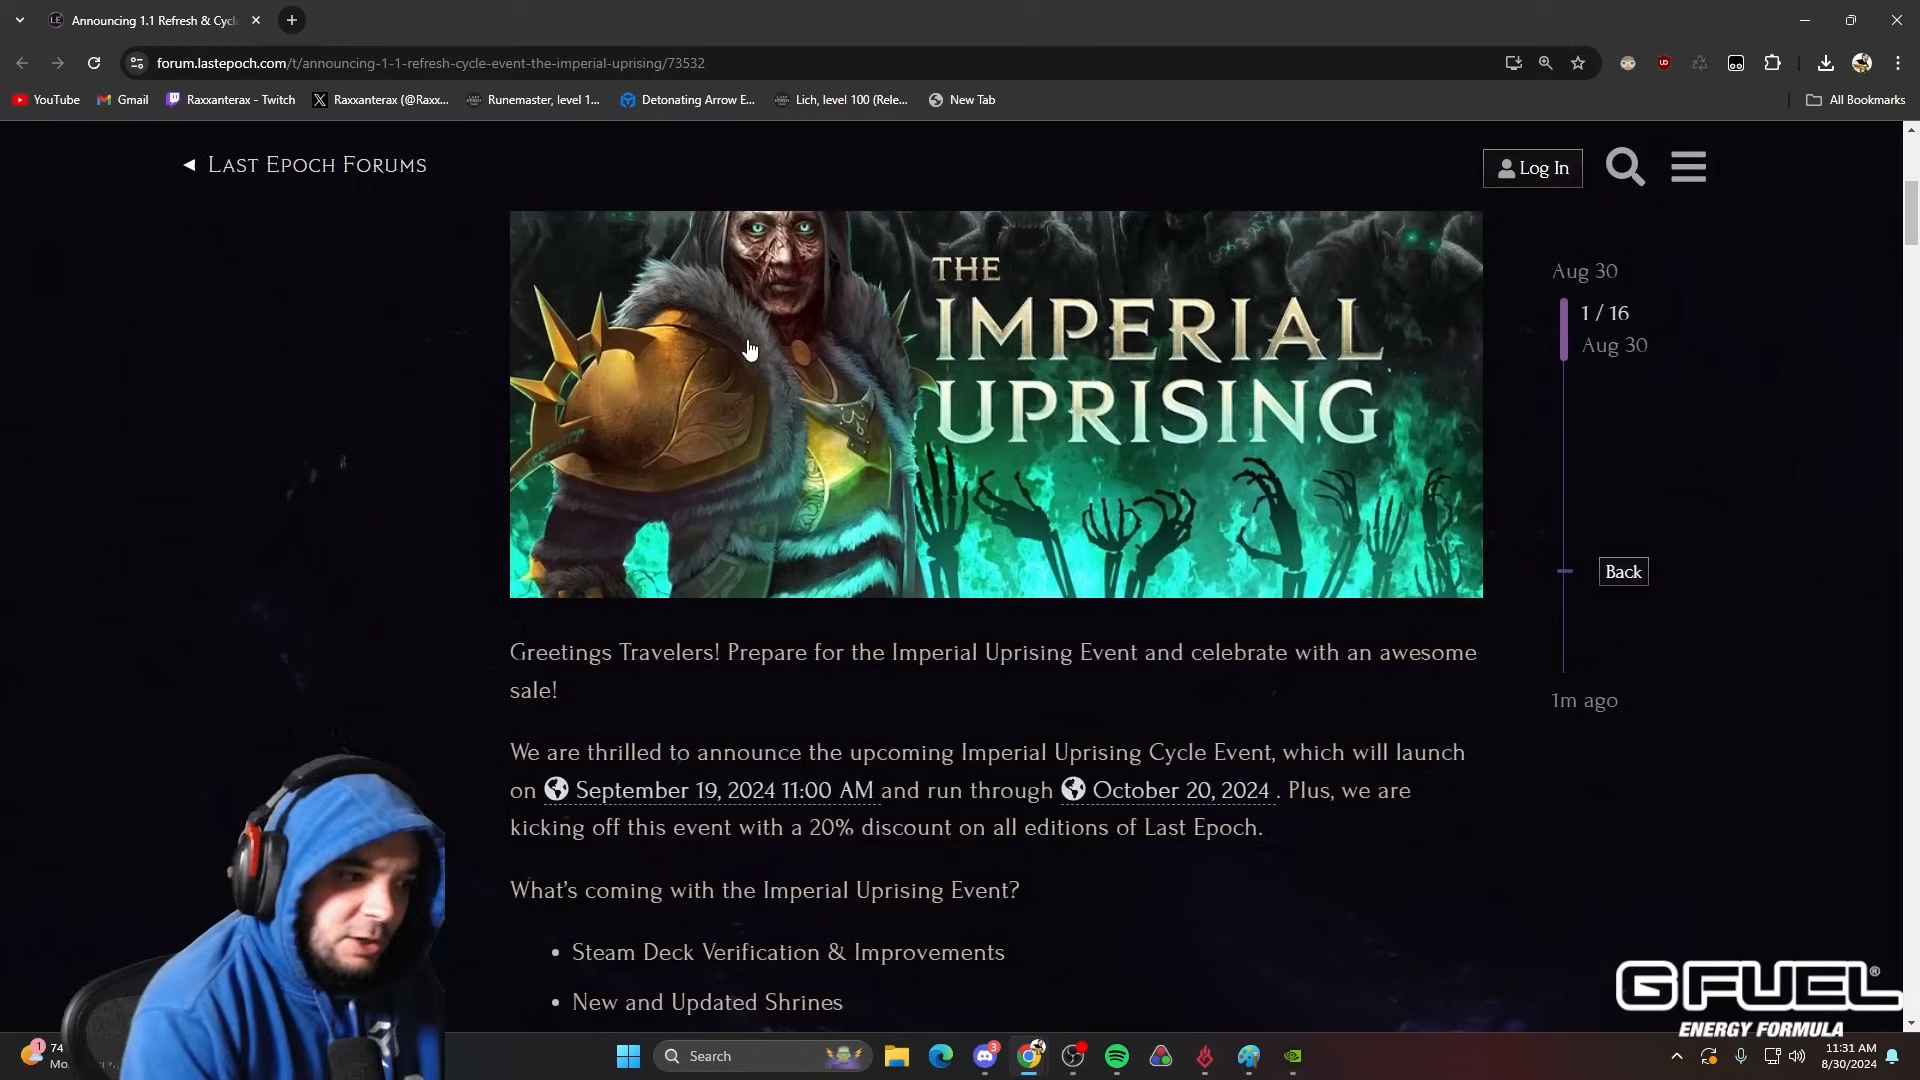 Announcing 1.1 Refresh & Cycl
forum.lastepoch.com/t/announcing-1-1-refresh-cycle-event-the-imperial-uprising/73532
YouTube
Gmail
Raxxanterax - Twitch
Raxxanterax (@Raxx...
Runemaster, level 1...
Detonating Arrow E...
Lich, level 100 (Rele...
New Tab
All Bookmarks
LAST EPOCH FORUMS
Log In
THE
IMPERIAL
UPRISING
Aug 30
1 / 16
Aug 30
Back
1m ago
Greetings Travelers! Prepare for the Imperial Uprising Event and celebrate with an awesome
sale!
We are thrilled to announce the upcoming Imperial Uprising Cycle Event, which will launch
on September 19, 2024 11:00 AM and run through October 20, 2024 . Plus, we are
kicking off this event with a 20% discount on all editions of Last Epoch.
What’s coming with the Imperial Uprising Event?
• Steam Deck Verification & Improvements
• New and Updated Shrines
G FUEL®
ENERGY FORMULA
1
74
Mo
Search
3
11:31 AM
8/30/2024